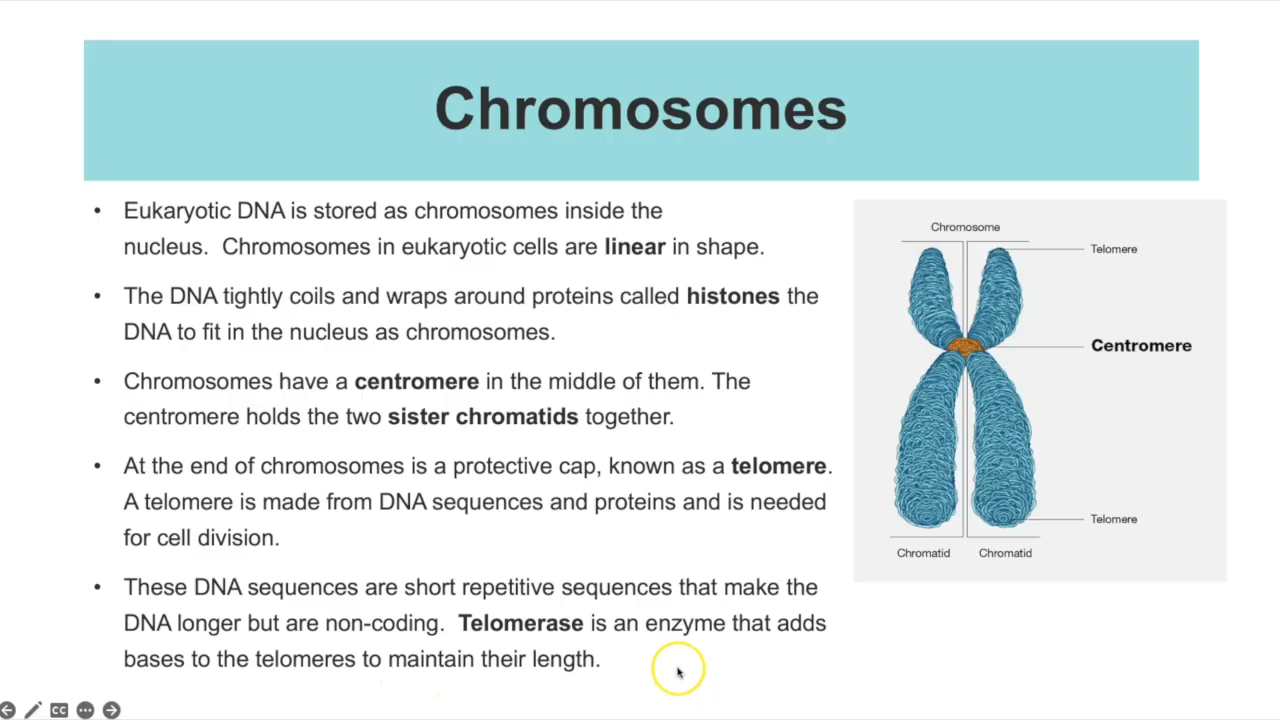 Chromosomes
• Eukaryotic DNA is stored as chromosomes inside the
nucleus.  Chromosomes in eukaryotic cells are linear in shape.
• The DNA tightly coils and wraps around proteins called histones the
DNA to fit in the nucleus as chromosomes.
• Chromosomes have a centromere in the middle of them. The
centromere holds the two sister chromatids together.
• At the end of chromosomes is a protective cap, known as a telomere.
A telomere is made from DNA sequences and proteins and is needed
for cell division.
• These DNA sequences are short repetitive sequences that make the
DNA longer but are non-coding.  Telomerase is an enzyme that adds
bases to the telomeres to maintain their length.
Chromosome
Telomere
Centromere
Telomere
Chromatid
Chromatid
CC